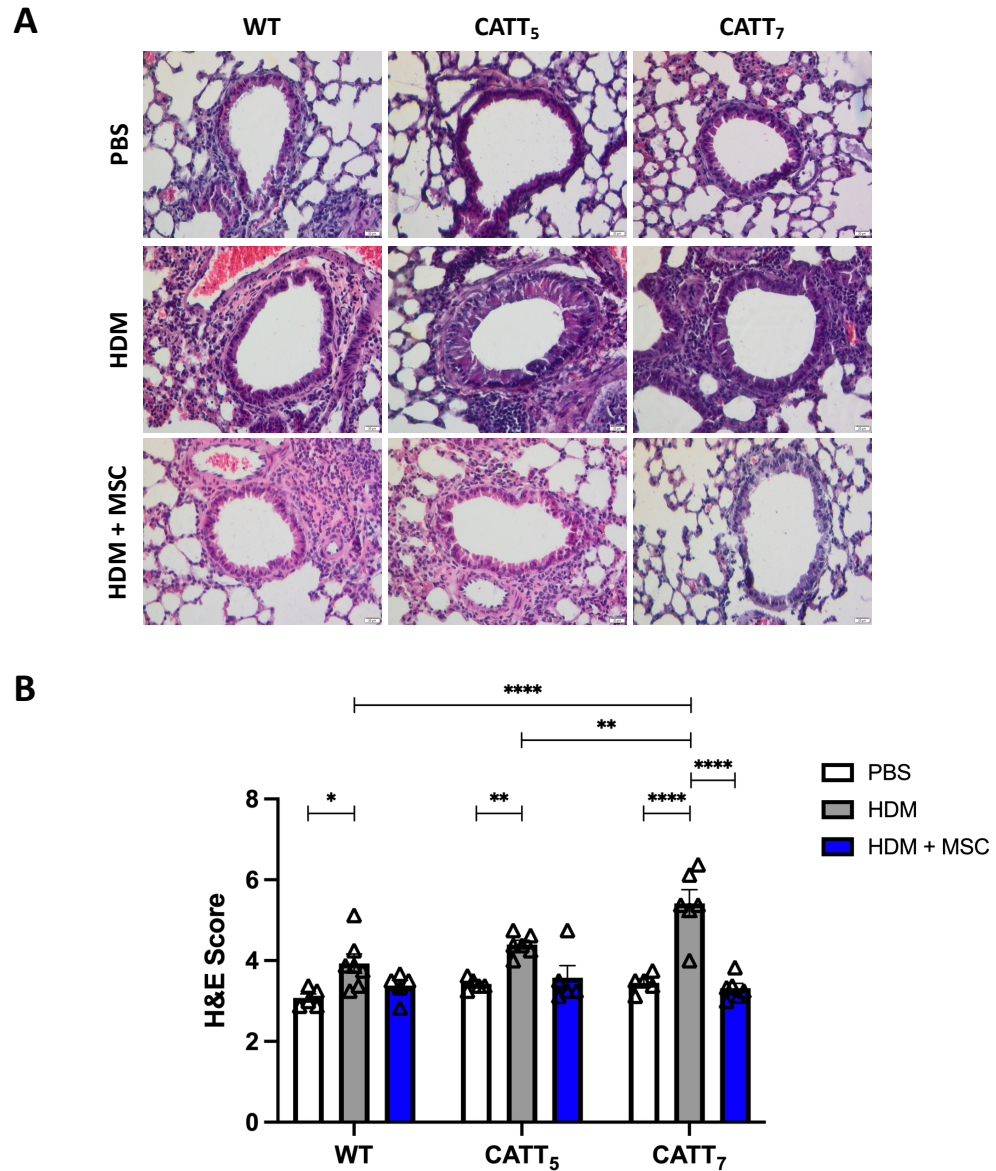 A
WT CATT₅ CATT₇
PBS
HDM
HDM + MSC
B
****
**
****
* ** ****
PBS
HDM
HDM + MSC
8
6
4
2
0
H&E Score
WT CATT₅ CATT₇